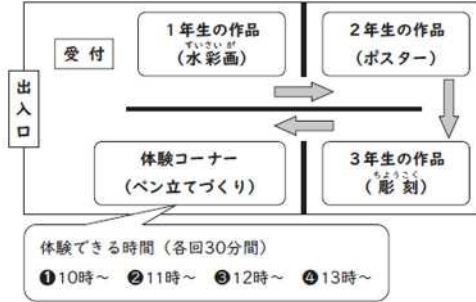 受付
出入口
1年生の作品
すいさいが
(水彩画)
2年生の作品
(ポスター)
体験コーナー
(ペン立てづくり)
3年生の作品
ちょうこく
(彫刻)
体験できる時間(各回30分間)
❶10時~ ❷11時~ ❸12時~ ❹13時~